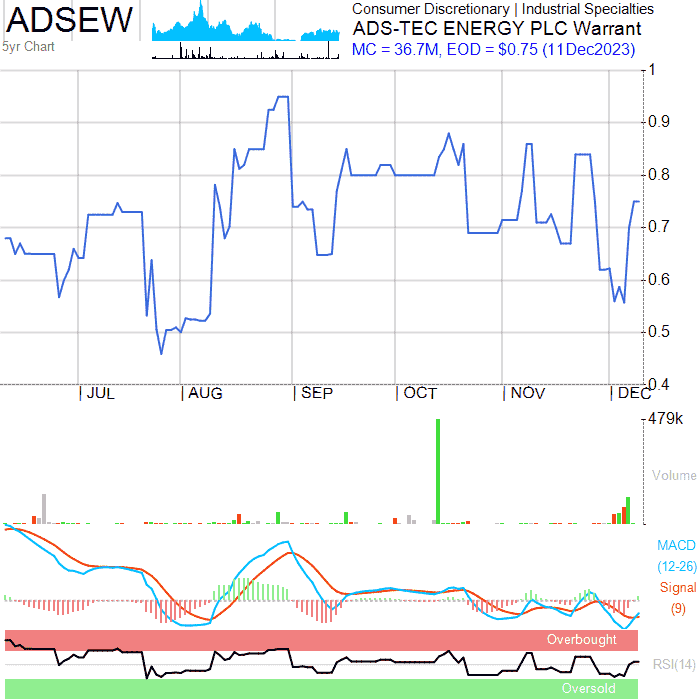 ADSEW
5yr Chart
Consumer Discretionary | Industrial Specialties
ADS-TEC ENERGY PLC Warrant
MC = 36.7M, EOD = $0.75 (11Dec2023)
1
0.9
0.8
0.7
0.6
0.5
0.4
| JUL | AUG | SEP | OCT | NOV | DEC
479k
Volume
MACD
(12-26)
Signal
(9)
Overbought
RSI(14)
Oversold